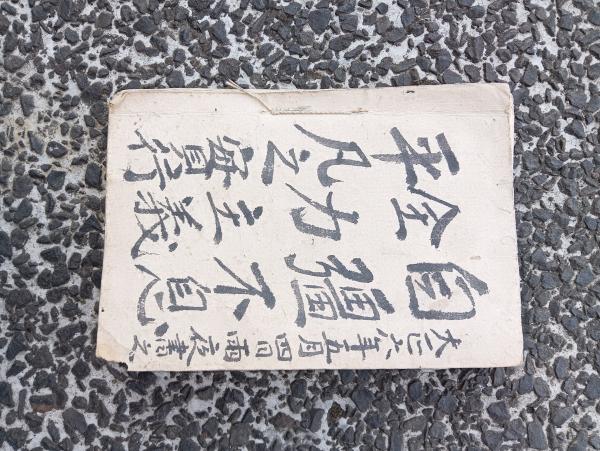 平凡之實行
全力主義
自彊不息
大正六年五月四日雨夜書之